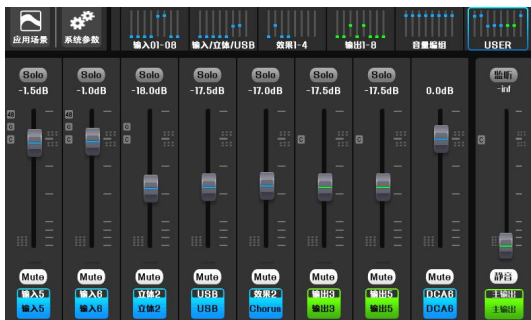 应用场景
系统参数
输入01-08
输入/立体/USB
效果1-4
输出1-8
音量编组
USER
Solo Solo Solo Solo Solo Solo Solo 监听
-1.5dB -1.0dB -18.0dB -17.5dB -17.0dB -17.5dB -17.5dB 0.0dB -inf
48 48
G G G
C C C C C
Mute Mute Mute Mute Mute Mute Mute Mute 静音
输入5 输入6 立体2 USB 效果2 输出3 输出5 DCA6 主输出
输入5 输入6 立体2 USB Chorus 输出3 输出5 DCA6 主输出